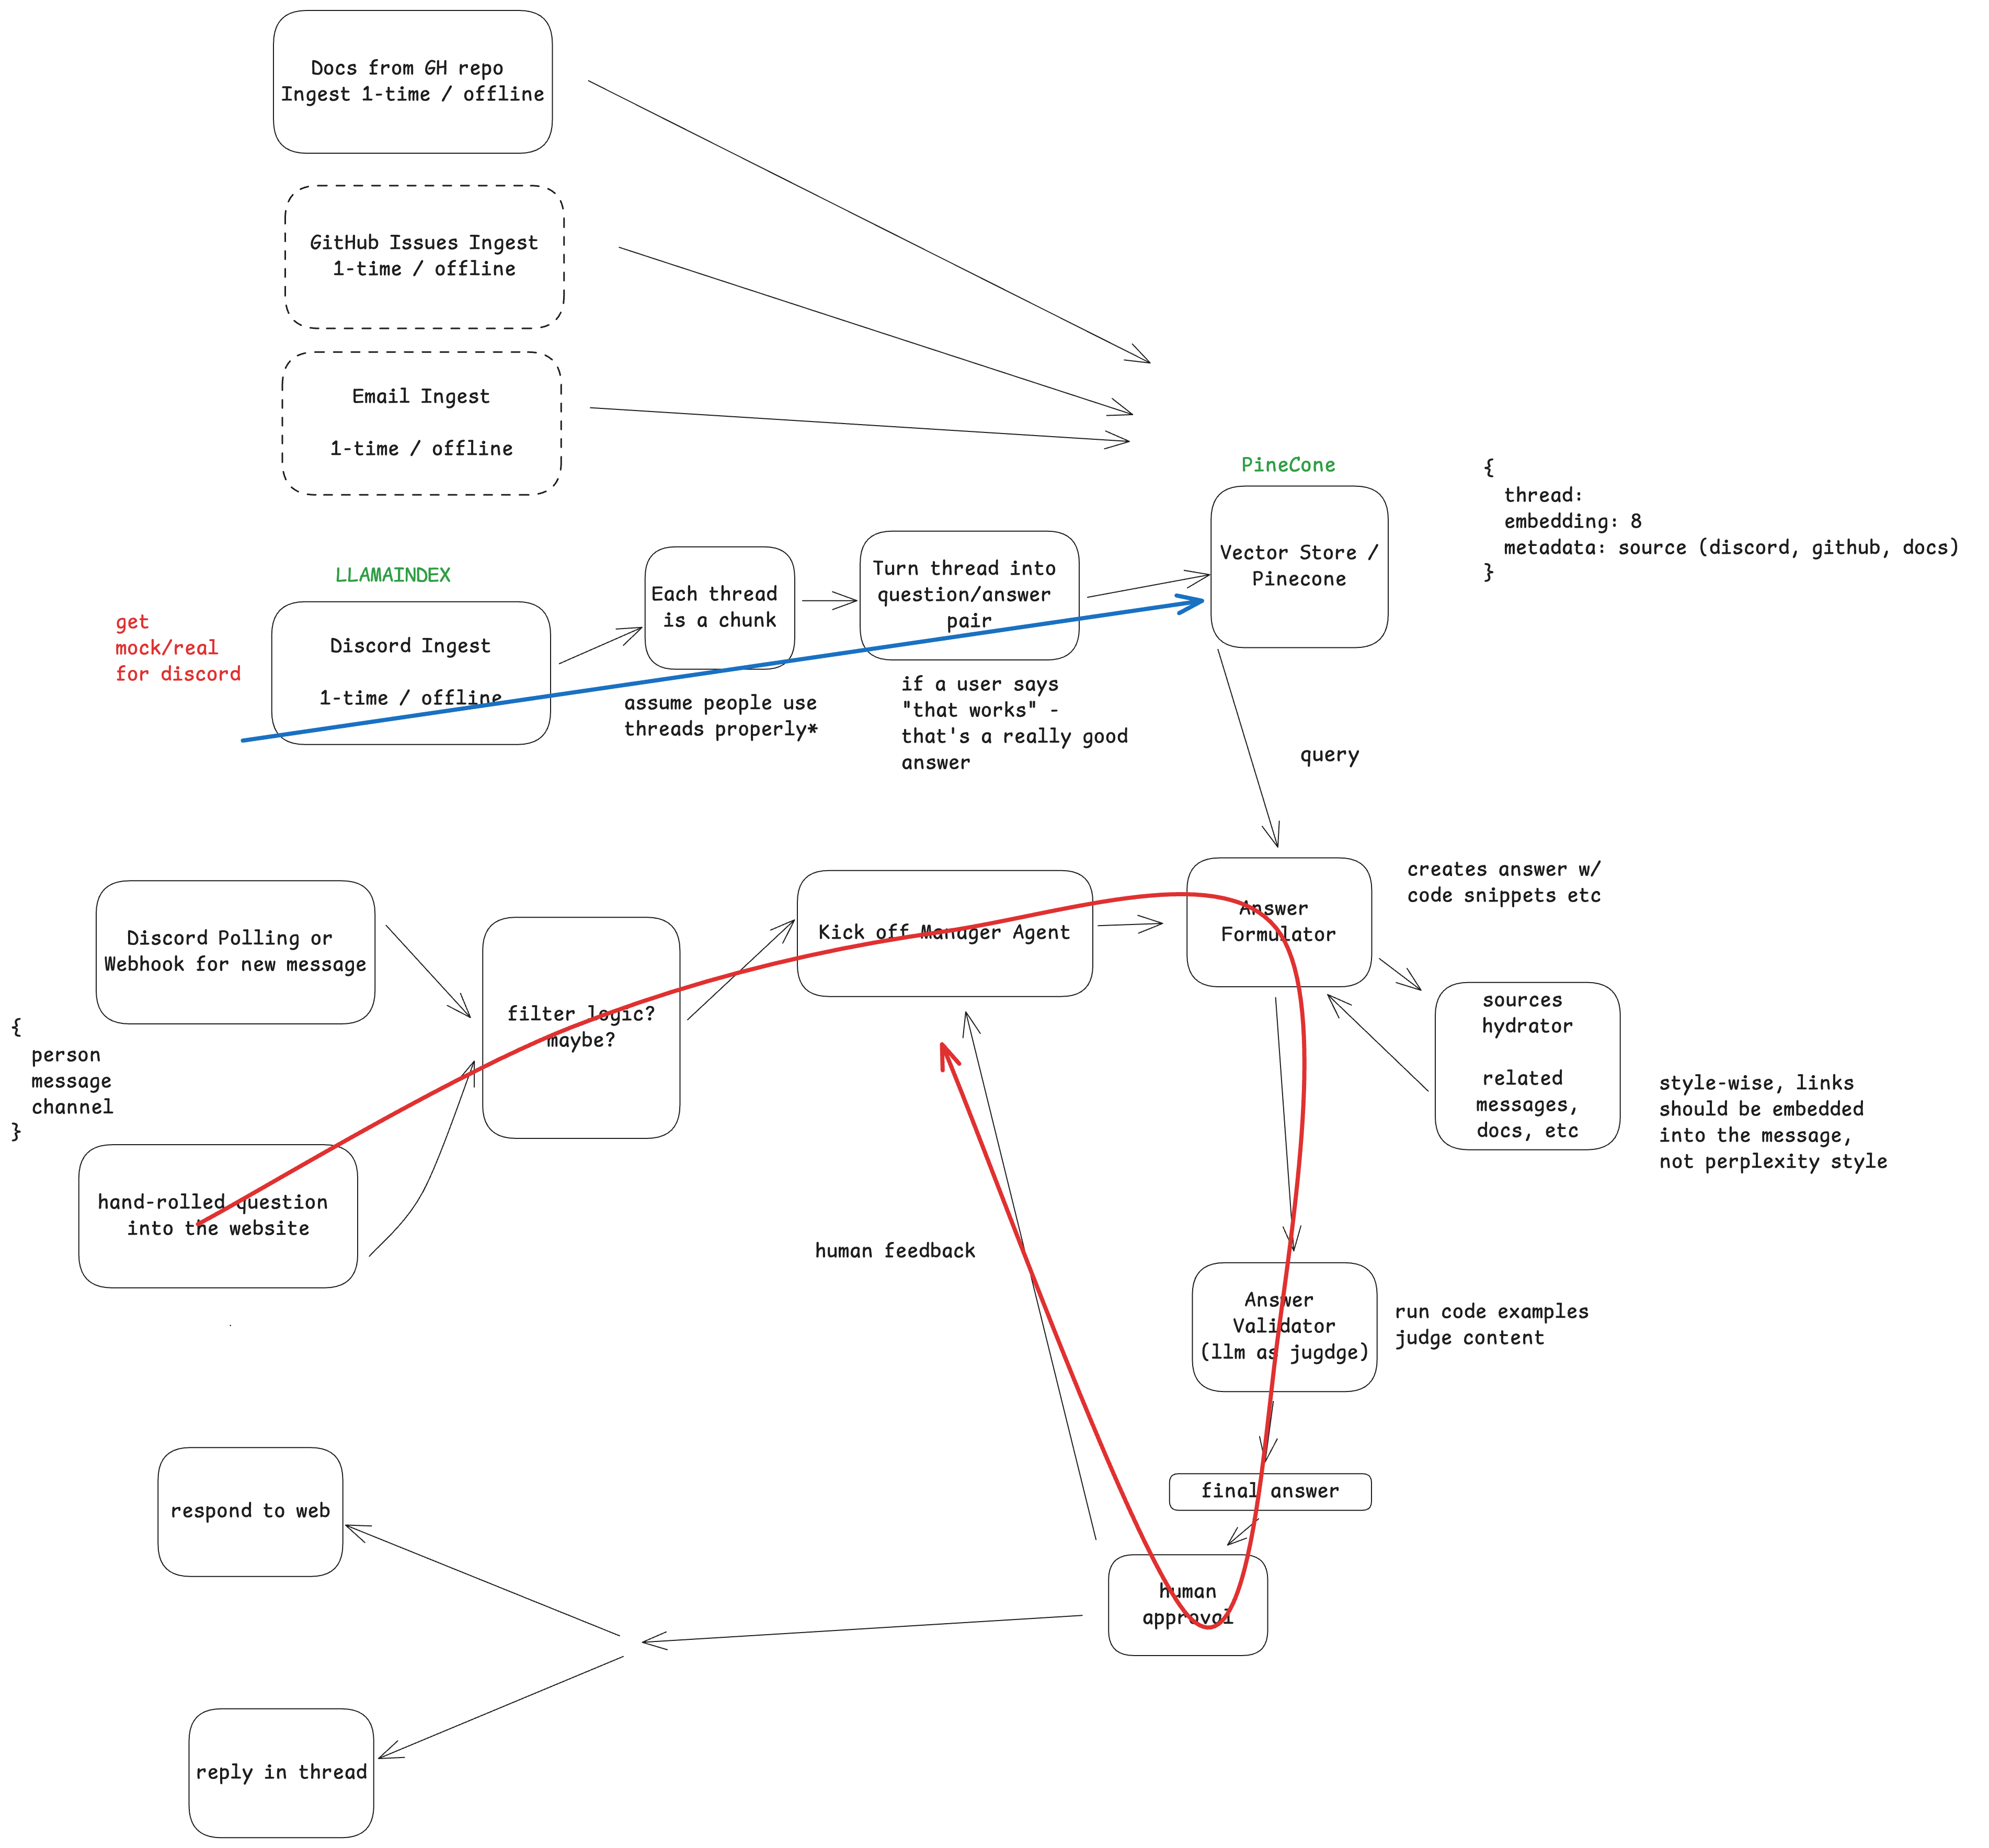 Docs from GH repo
Ingest 1-time / offline
GitHub Issues Ingest
1-time / offline
Email Ingest
1-time / offline
PineCone
Vector Store /
Pinecone
{
thread:
embedding: 8
metadata: source (discord, github, docs)
}
LLAMAINDEX
get
mock/real
for discord
Discord Ingest
1-time / offline
Each thread
is a chunk
assume people use
threads properly*
Turn thread into
question/answer
pair
if a user says
"that works" -
that's a really good
answer
query
Discord Polling or
Webhook for new message
{
person
message
channel
}
hand-rolled question
into the website
filter logic?
maybe?
Kick off Manager Agent
Answer
Formulator
creates answer w/
code snippets etc
sources
hydrator
related
messages,
docs, etc
style-wise, links
should be embedded
into the message,
not perplexity style
human feedback
Answer
Validator
(llm as jugdge)
run code examples
judge content
final answer
human
approval
respond to web
reply in thread